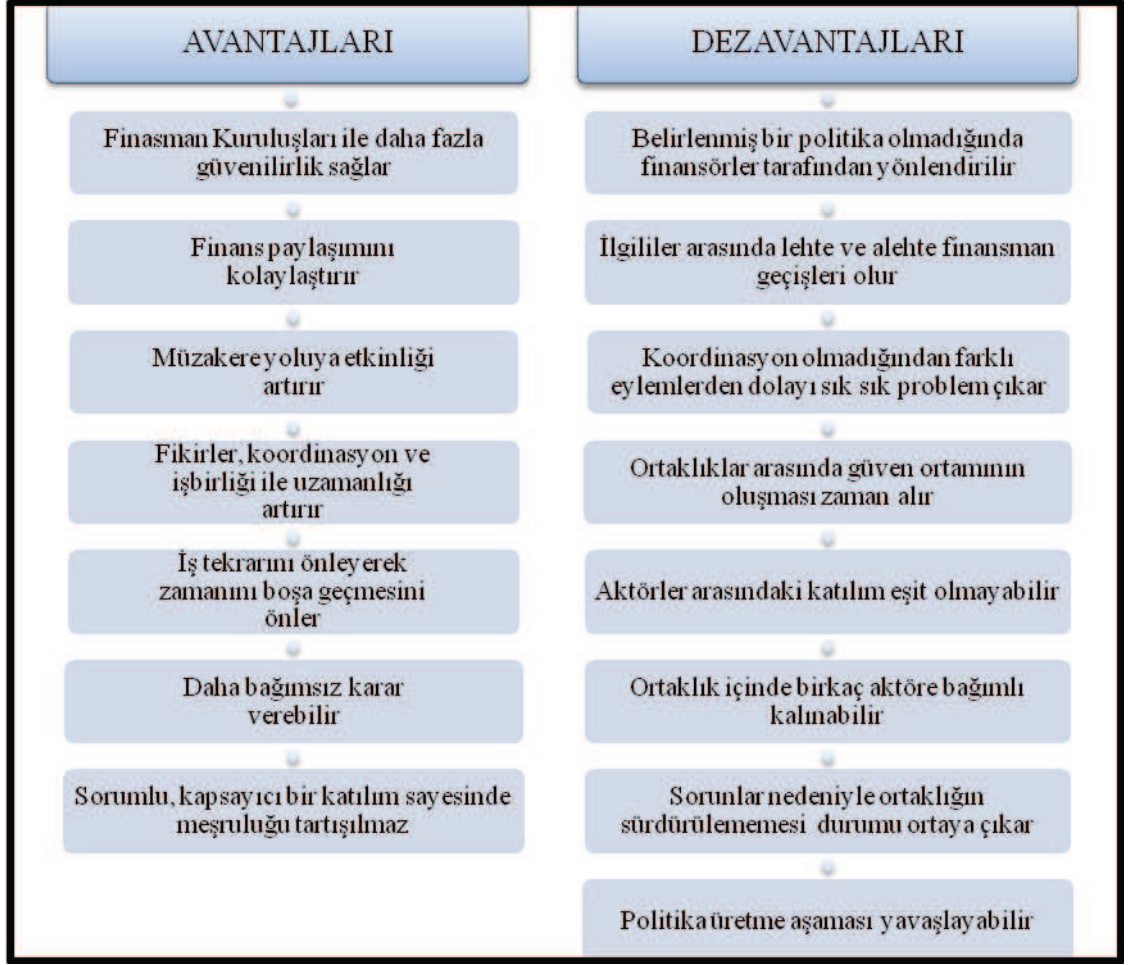 AVANTAJLARI
Finasman Kuruluşları ile daha fazla
güvenilirlik sağlar
Finans paylaşımını
kolaylaştırır
Müzakere yoluya etkinliği
artırır
Fikirler, koordinasyon ve
işbirliği ile uzamanlığı
artırır
İş tekrarını önleyerek
zamanını boşa geçmesini
önler
Daha bağımsız karar
verebilir
Sorumlu, kapsayıcı bir katılım sayesinde
meşruluğu tartışılmaz
DEZAVANTAJLARI
Belirlenmiş bir politika olmadığında
finansörler tarafından yönlendirilir
İlgililer arasında lehte ve alehte finansman
geçişleri olur
Koordinasyon olmadığından farklı
eylemlerden dolayı sık sık problem çıkar
Ortaklıklar arasında güven ortamının
oluşması zaman alır
Aktörler arasındaki katılım eşit olmayabilir
Ortaklık içinde birkaç aktöre bağımlı
kalınabilir
Sorunlar nedeniyle ortaklığın
sürdürülememesi durumu ortaya çıkar
Politika üretme aşaması yavaşlayabilir